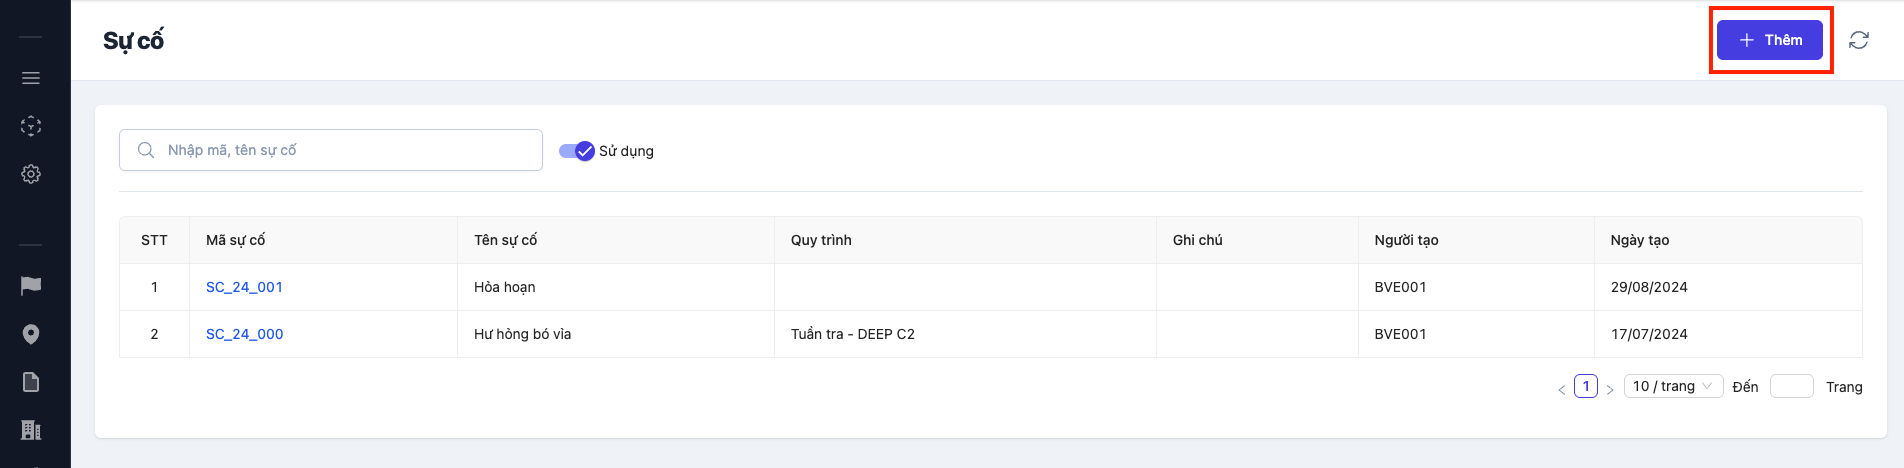 Sự cố
Thêm
Nhập mã, tên sự cố
Sử dụng
STT Mã sự cố Tên sự cố Quy trình Ghi chú Người tạo Ngày tạo
1 SC_24_001 Hỏa hoạn BVE001 29/08/2024
2 SC_24_000 Hư hỏng bó vỉa Tuần tra - DEEP C2 BVE001 17/07/2024
1 10 / trang Đến Trang